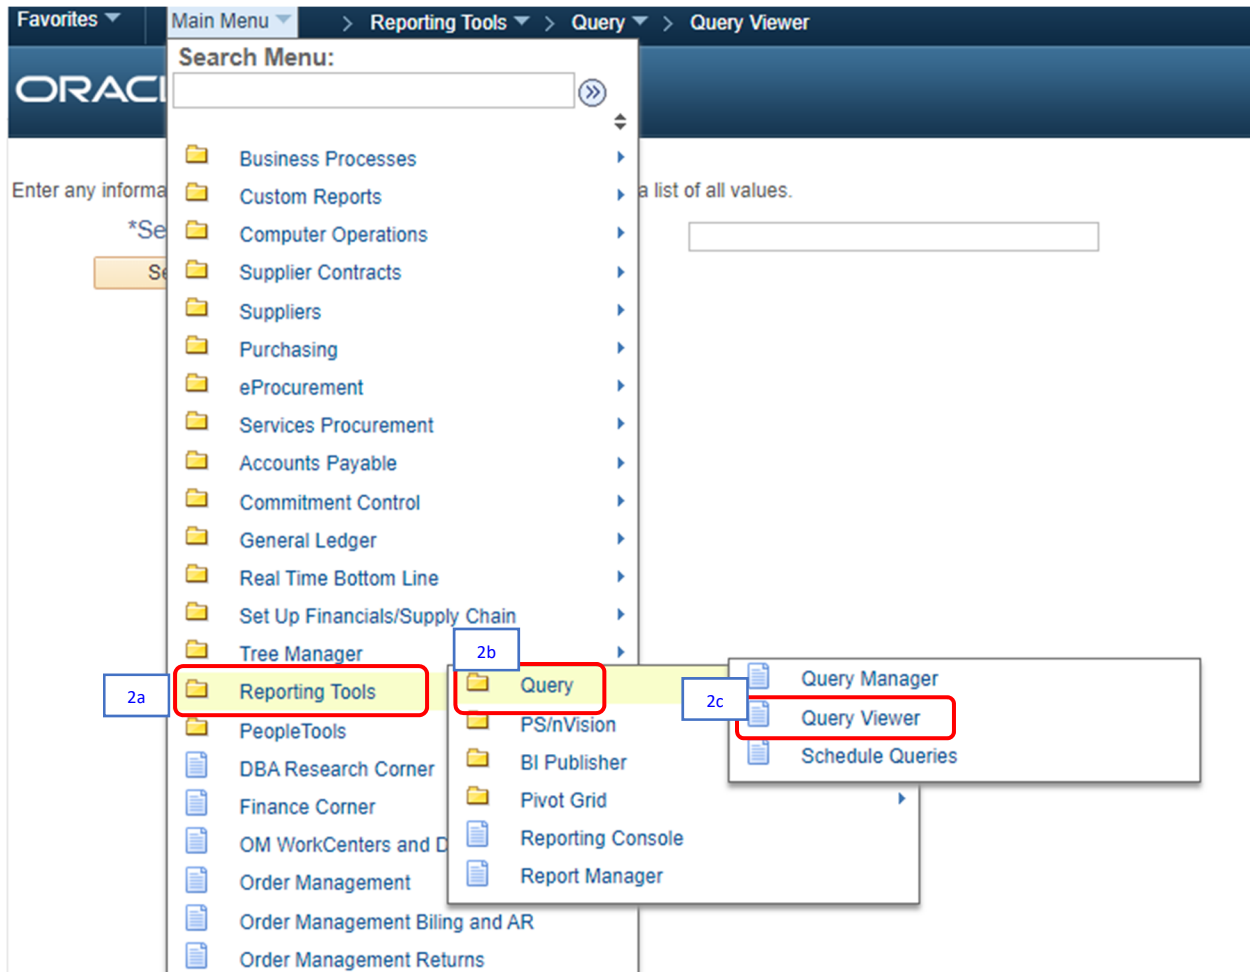 Favorites Main Menu > Reporting Tools > Query > Query Viewer
Search Menu:
ORACL
Enter any informa
a list of all values.
*Se
Se
Business Processes
Custom Reports
Computer Operations
Supplier Contracts
Suppliers
Purchasing
eProcurement
Services Procurement
Accounts Payable
Commitment Control
General Ledger
Real Time Bottom Line
Set Up Financials/Supply Chain
Tree Manager
2a
Reporting Tools
PeopleTools
DBA Research Corner
Finance Corner
OM WorkCenters and D
Order Management
Order Management Biling and AR
Order Management Returns
2b
Query
PS/nVision
BI Publisher
Pivot Grid
Reporting Console
Report Manager
2c
Query Manager
Query Viewer
Schedule Queries